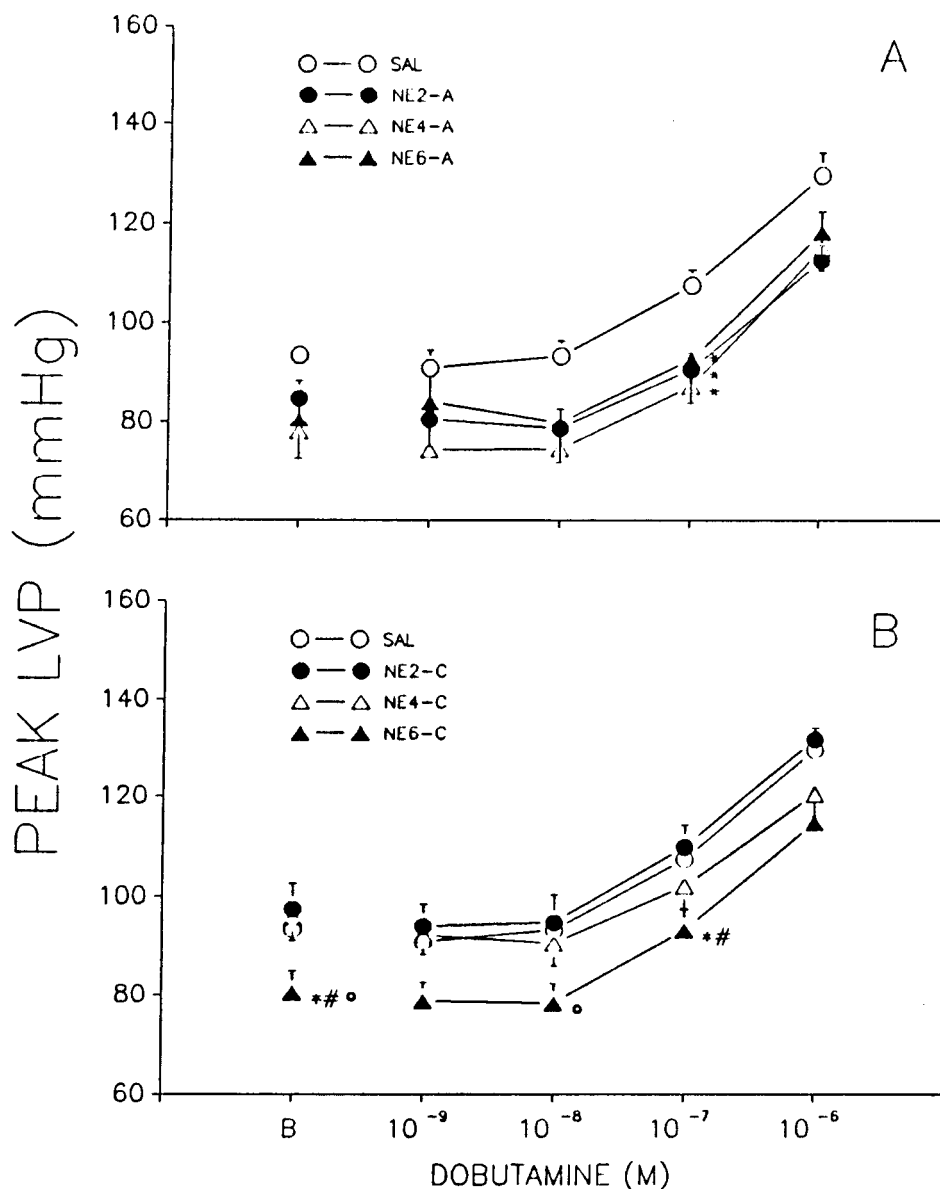 PEAK LVP (mmHg)
A
160
140
120
100
80
60
SAL
NE2-A
NE4-A
NE6-A
*
*
*
B
160
140
120
100
80
60
SAL
NE2-C
NE4-C
NE6-C
*# °
°
*#
B 10⁻⁹ 10⁻⁸ 10⁻⁷ 10⁻⁶
DOBUTAMINE (M)